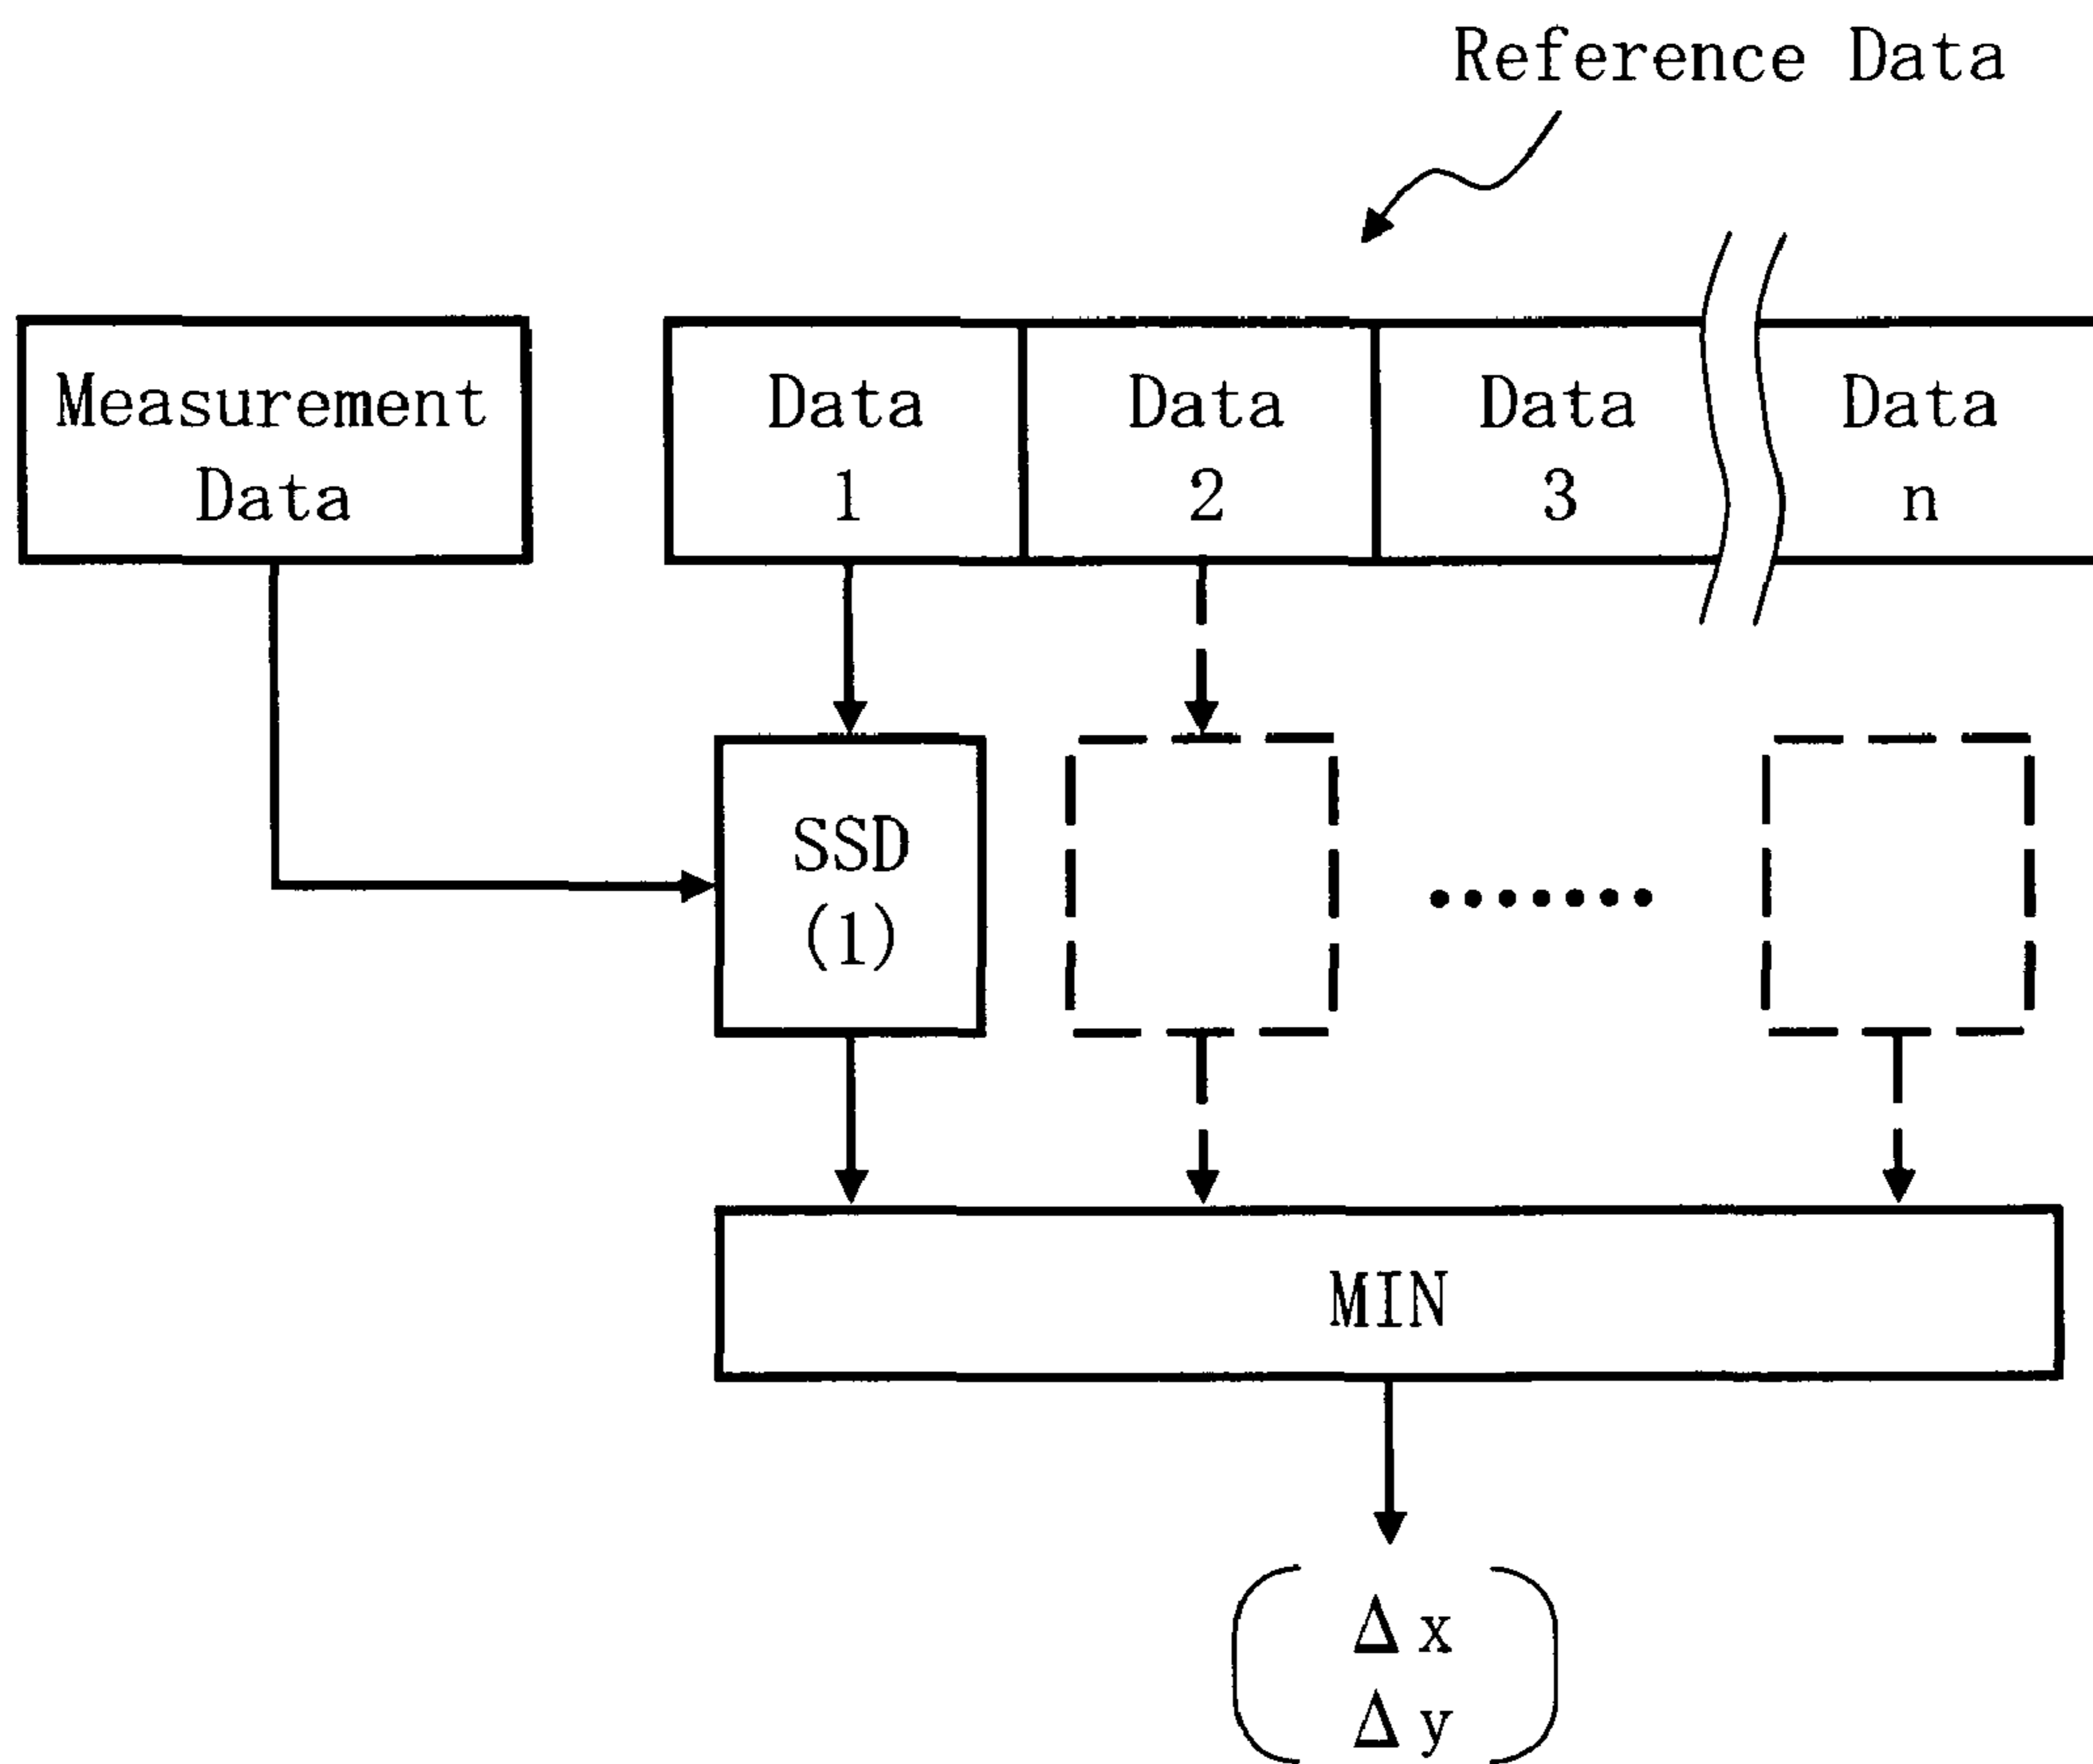 Reference Data
Measurement
Data
Data
1
Data
2
Data
3
Data
n
SSD
(1)
MIN
Δx
Δy